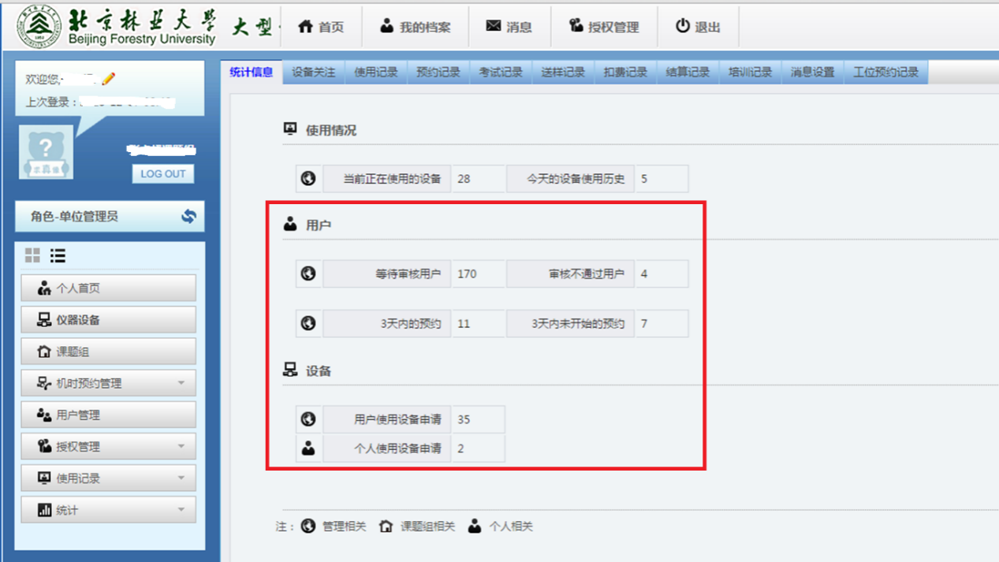 北京林业大学 大型 首页 我的档案 消息 授权管理 退出
Beijing Forestry University
欢迎您, 统计信息 设备关注 使用记录 预约记录 考试记录 送样记录 扣费记录 结算记录 培训记录 消息设置 工位预约记录
上次登录：
?
求真像
LOG OUT
角色-单位管理员
个人首页
仪器设备
课题组
机时预约管理
用户管理
授权管理
使用记录
统计
使用情况
当前正在使用的设备 28 今天的设备使用历史 5
用户
等待审核用户 170 审核不通过用户 4
3天内的预约 11 3天内未开始的预约 7
设备
用户使用设备申请 35
个人使用设备申请 2
注： 管理相关 课题组相关 个人相关